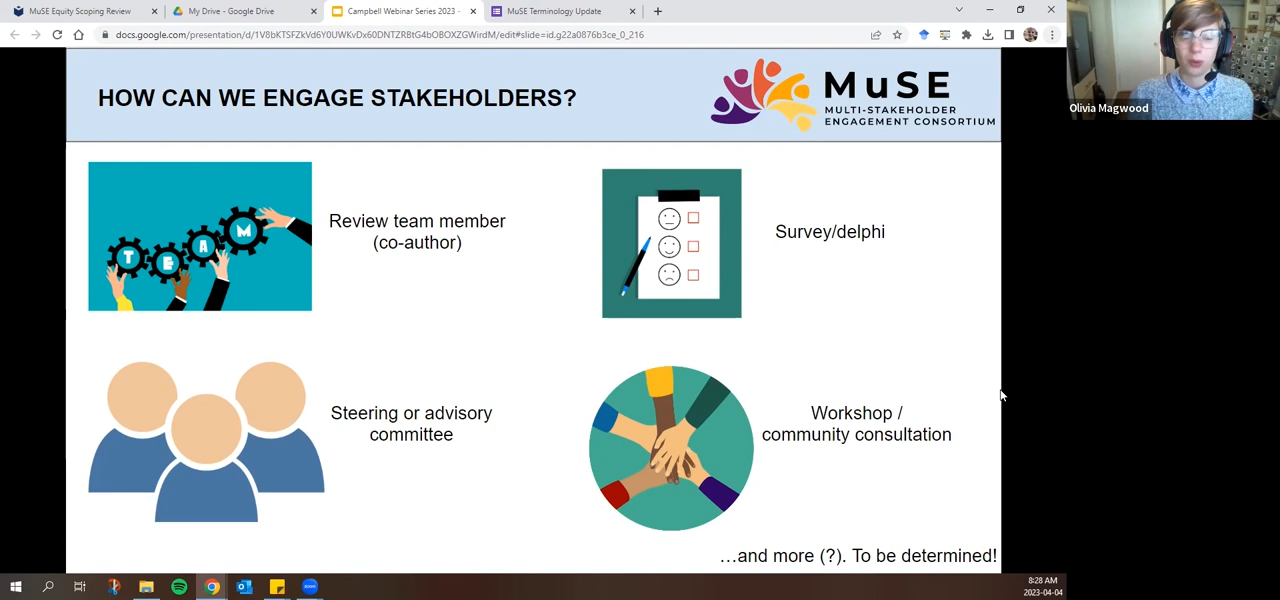 MuSE Equity Scoping Review
My Drive - Google Drive
Campbell Webinar Series 2023 -
MuSE Terminology Update
docs.google.com/presentation/d/1V8bKTSFZkVd6Y0UWKvDx60DNTZRBtG4bOBOXZGWirdM/edit#slide=id.g22a0876b3ce_0_216
HOW CAN WE ENGAGE STAKEHOLDERS?
MuSE
MULTI-STAKEHOLDER
ENGAGEMENT CONSORTIUM
Olivia Magwood
TEAM
Review team member
(co-author)
Survey/delphi
Steering or advisory
committee
Workshop /
community consultation
…and more (?). To be determined!
zoom
8:28 AM
2023-04-04